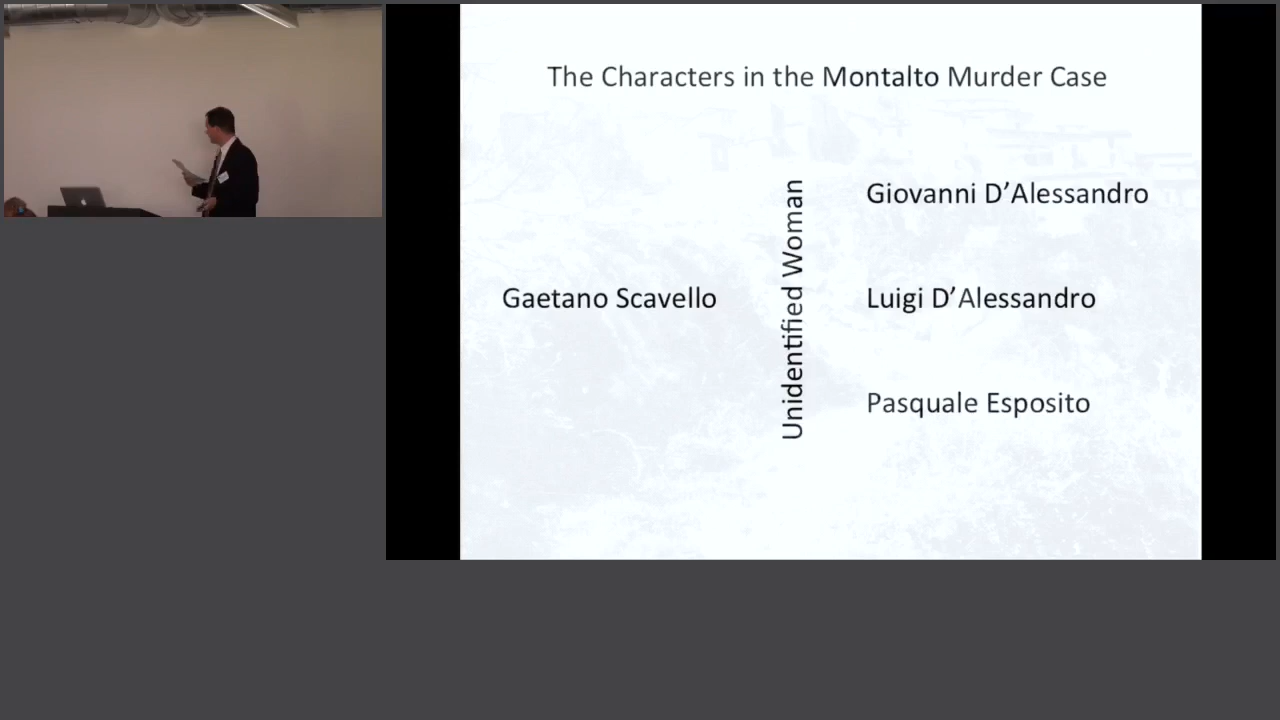 The Characters in the Montalto Murder Case
Gaetano Scavello
Unidentified Woman
Giovanni D’Alessandro
Luigi D’Alessandro
Pasquale Esposito